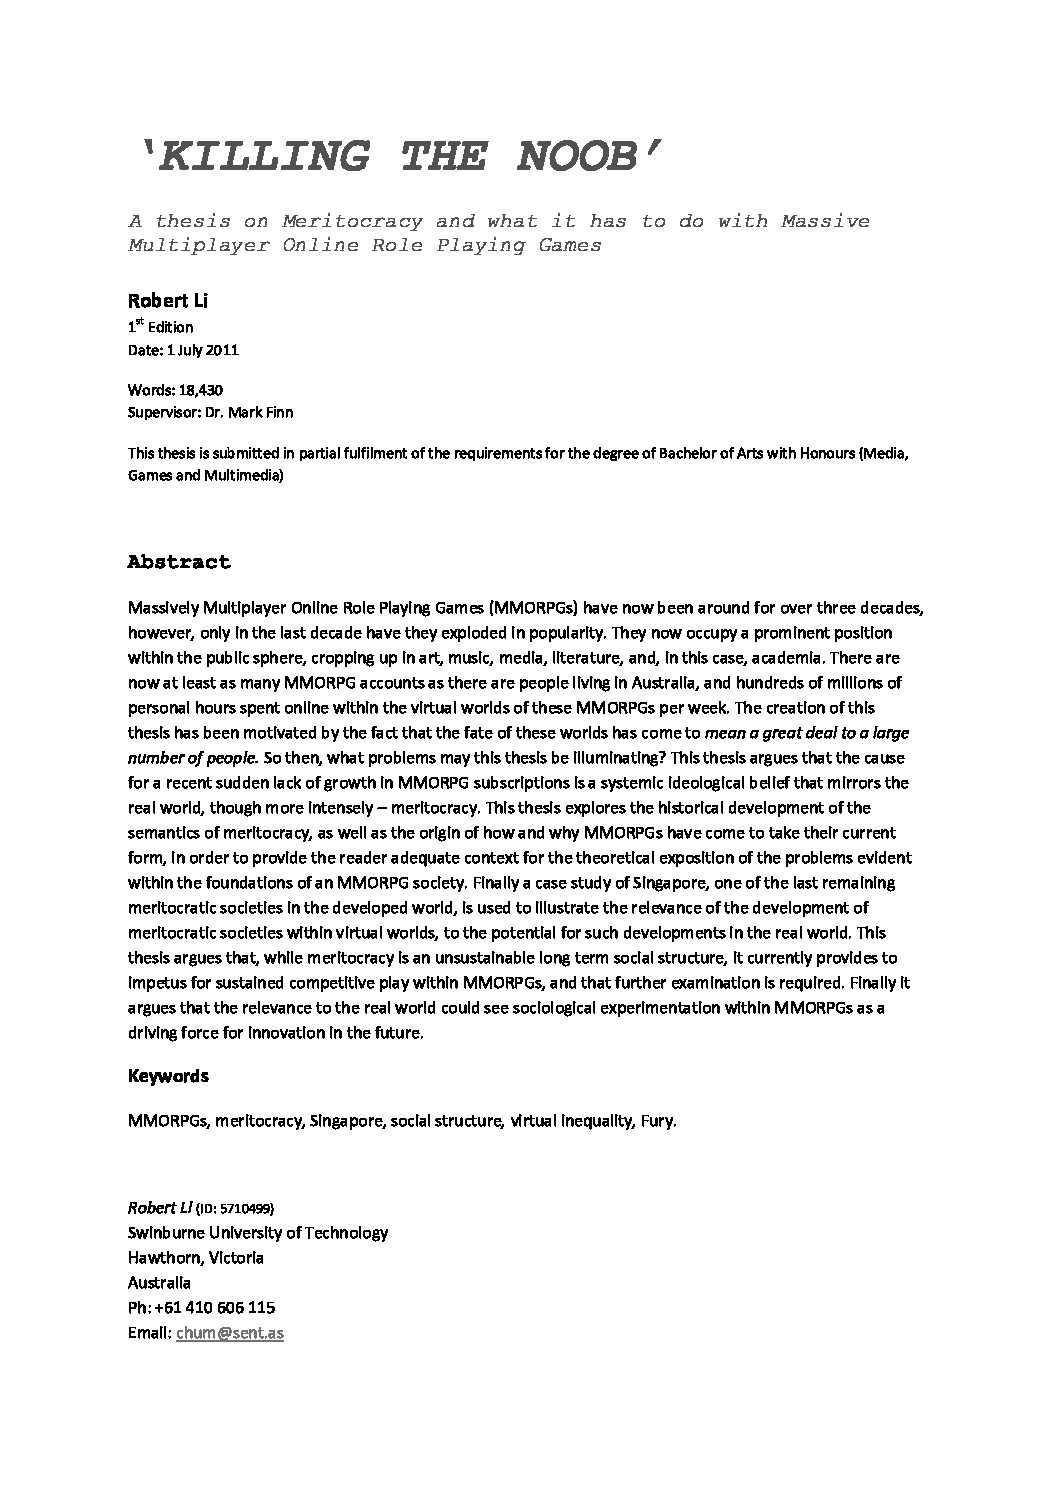 ‘KILLING THE NOOB’
A thesis on Meritocracy and what it has to do with Massive
Multiplayer Online Role Playing Games
Robert Li
1st Edition
Date: 1 July 2011
Words: 18,430
Supervisor: Dr. Mark Finn
This thesis is submitted in partial fulfilment of the requirements for the degree of Bachelor of Arts with Honours (Media,
Games and Multimedia)
Abstract
Massively Multiplayer Online Role Playing Games (MMORPGs) have now been around for over three decades,
however, only in the last decade have they exploded in popularity. They now occupy a prominent position
within the public sphere, cropping up in art, music, media, literature, and, in this case, academia. There are
now at least as many MMORPG accounts as there are people living in Australia, and hundreds of millions of
personal hours spent online within the virtual worlds of these MMORPGs per week. The creation of this
thesis has been motivated by the fact that the fate of these worlds has come to mean a great deal to a large
number of people. So then, what problems may this thesis be illuminating? This thesis argues that the cause
for a recent sudden lack of growth in MMORPG subscriptions is a systemic ideological belief that mirrors the
real world, though more intensely – meritocracy. This thesis explores the historical development of the
semantics of meritocracy, as well as the origin of how and why MMORPGs have come to take their current
form, in order to provide the reader adequate context for the theoretical exposition of the problems evident
within the foundations of an MMORPG society. Finally a case study of Singapore, one of the last remaining
meritocratic societies in the developed world, is used to illustrate the relevance of the development of
meritocratic societies within virtual worlds, to the potential for such developments in the real world. This
thesis argues that, while meritocracy is an unsustainable long term social structure, it currently provides to
impetus for sustained competitive play within MMORPGs, and that further examination is required. Finally it
argues that the relevance to the real world could see sociological experimentation within MMORPGs as a
driving force for innovation in the future.
Keywords
MMORPGs, meritocracy, Singapore, social structure, virtual inequality, Fury.
Robert Li (ID: 5710499)
Swinburne University of Technology
Hawthorn, Victoria
Australia
Ph: +61 410 606 115
Email: chum@sent.as